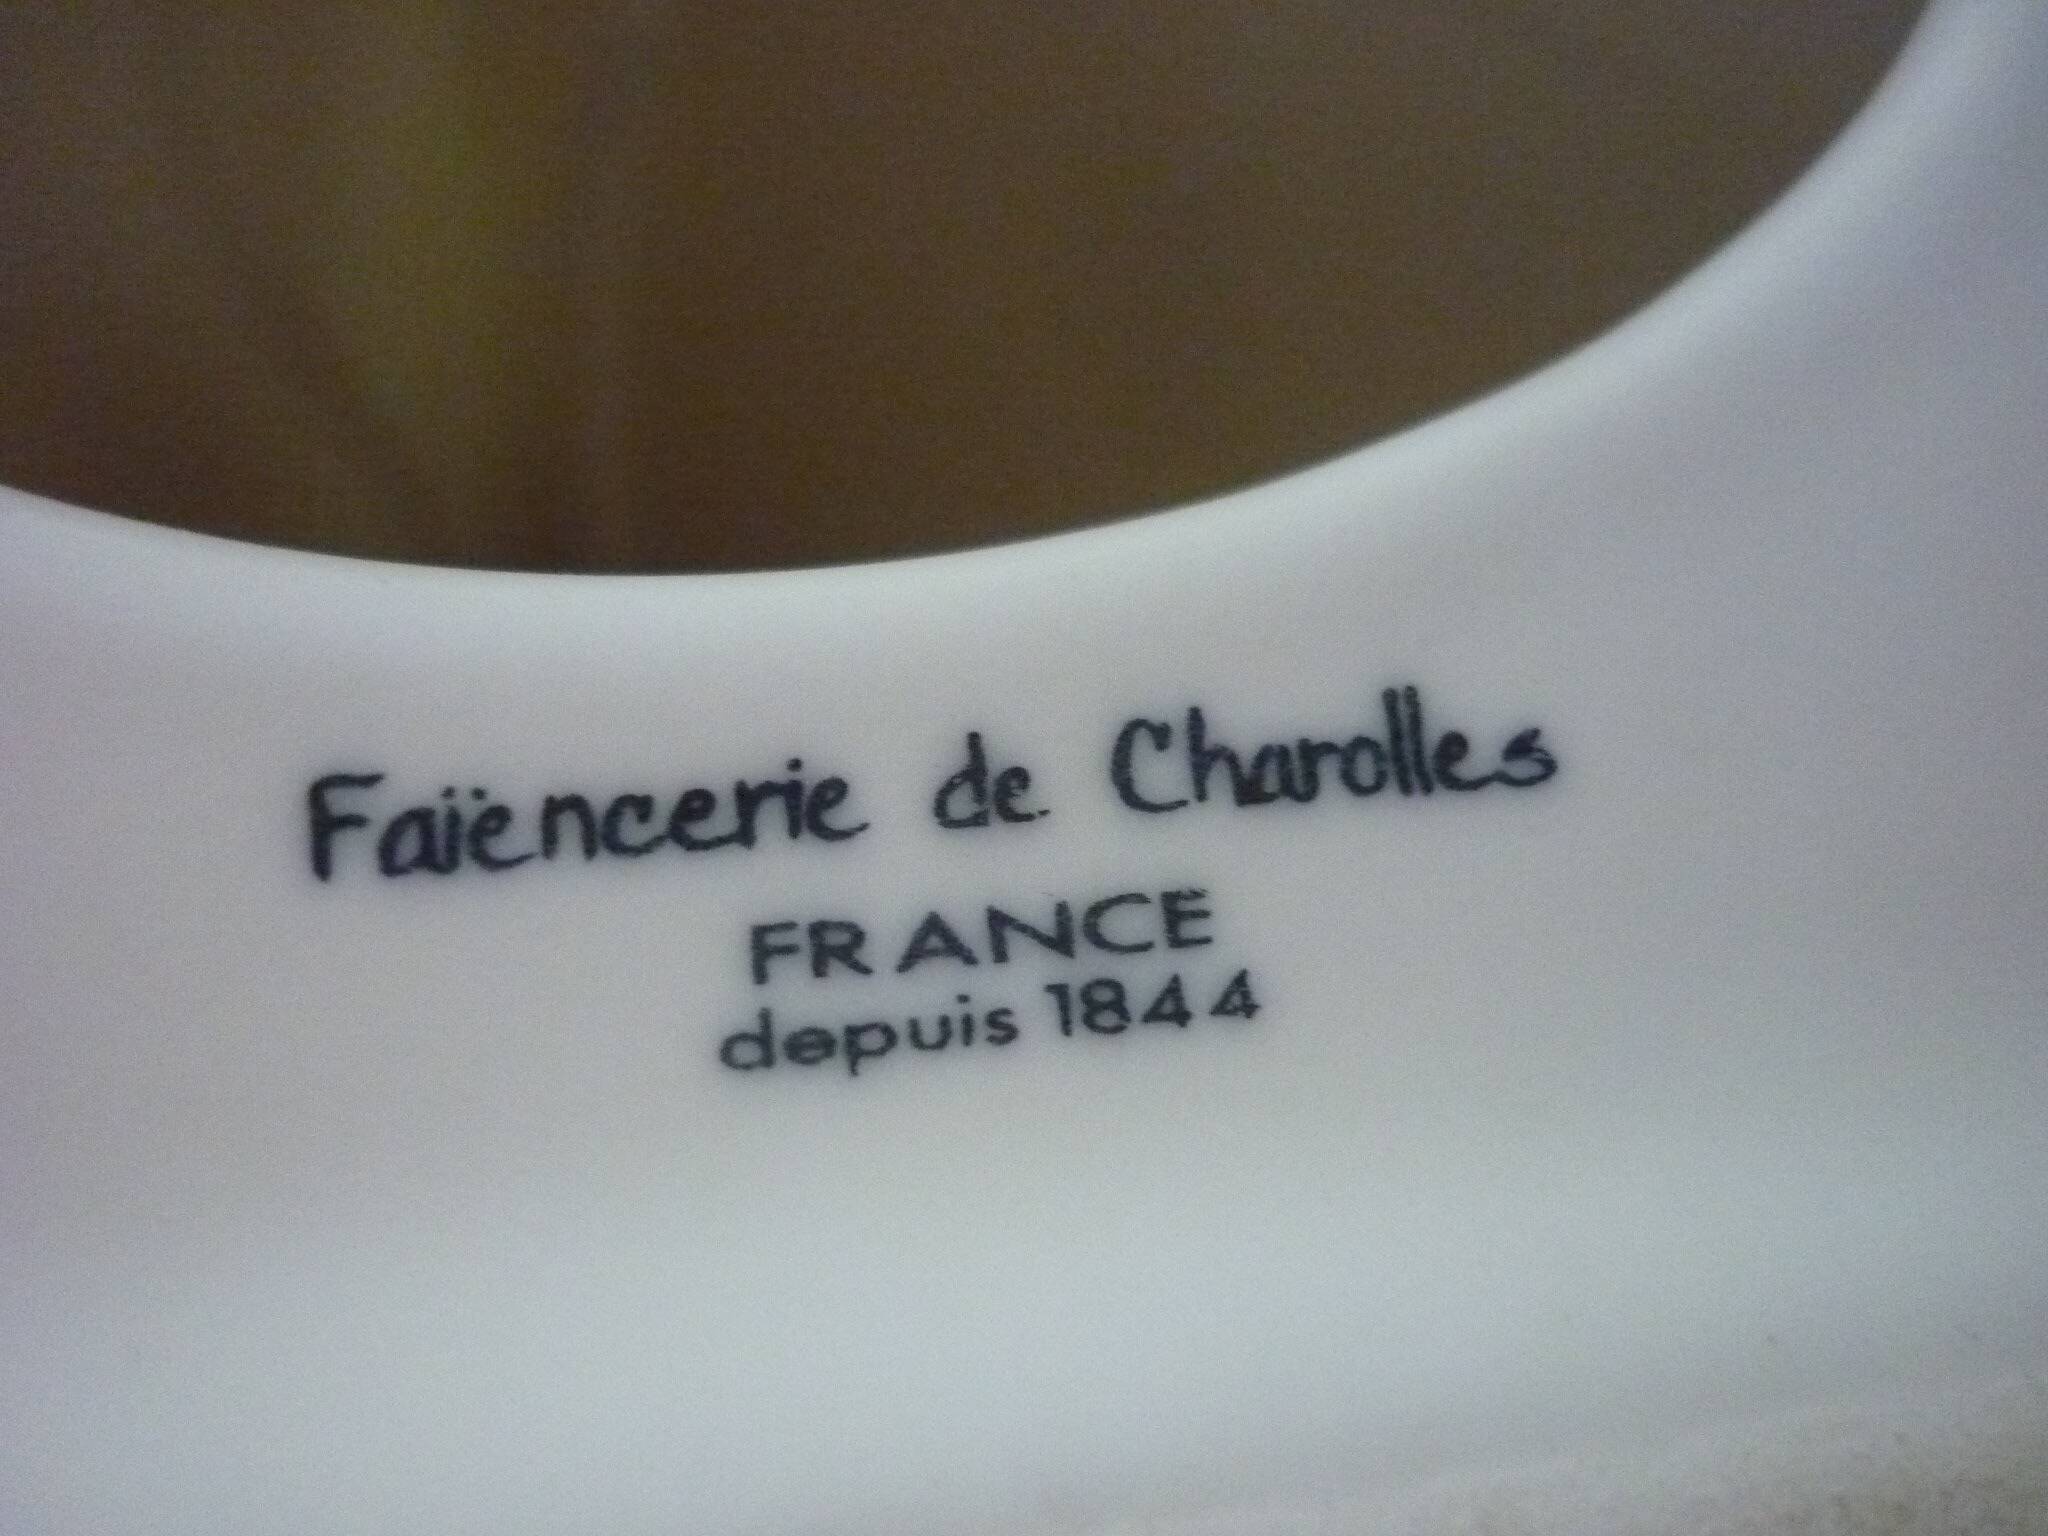 Faïencerie de Charolles
FRANCE
depuis 1844